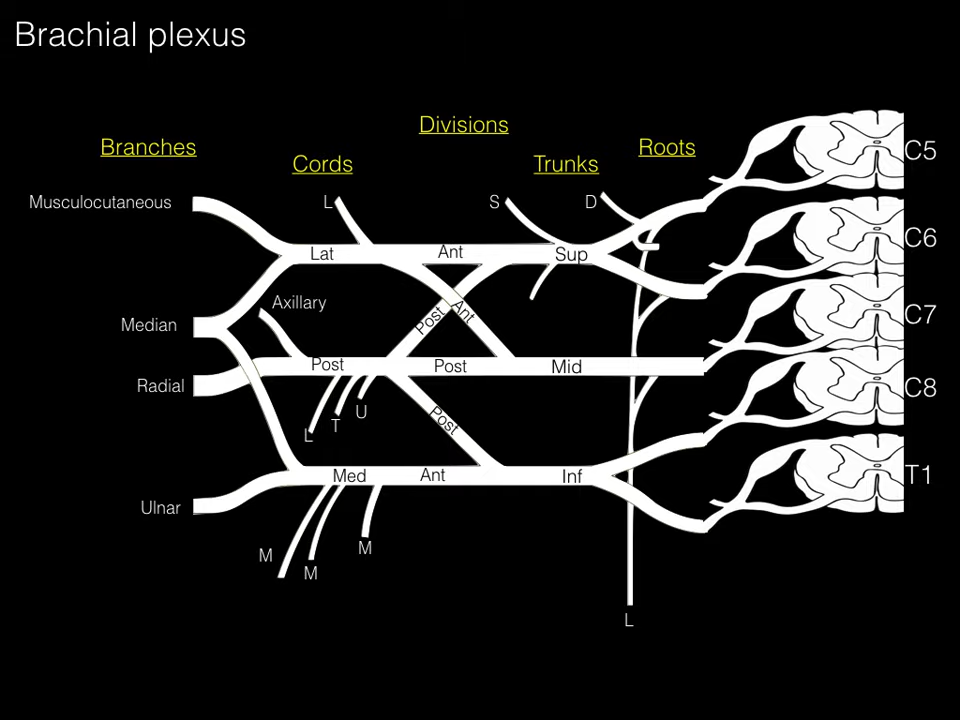 Brachial plexus
Divisions
Branches
Cords
Trunks
Roots
C5
Musculocutaneous
L
S
D
C6
Lat
Ant
Sup
Axillary
Post
Ant
C7
Median
Post
Post
Mid
Radial
C8
L
T
U
Post
Med
Ant
Inf
T1
Ulnar
M
M
M
L